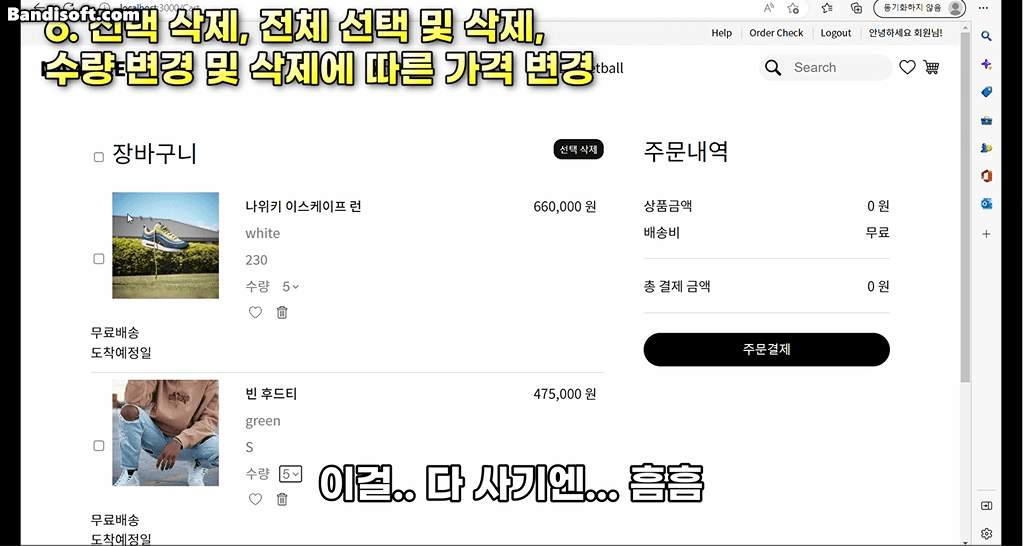 Bandisoft.com
localhost:3000/Cart
동기화하지 않음
6. 선택 삭제, 전체 선택 및 삭제,
수량 변경 및 삭제에 따른 가격 변경
Help
Order Check
Logout
안녕하세요 회원님!
Search
장바구니
선택 삭제
나위키 이스케이프 런
660,000 원
white
230
수량 5
무료배송
도착예정일
빈 후드티
475,000 원
green
S
수량 5
무료배송
도착예정일
주문내역
상품금액 0 원
배송비 무료
총 결제 금액 0 원
주문결제
이걸.. 다 사기엔... 흠흠